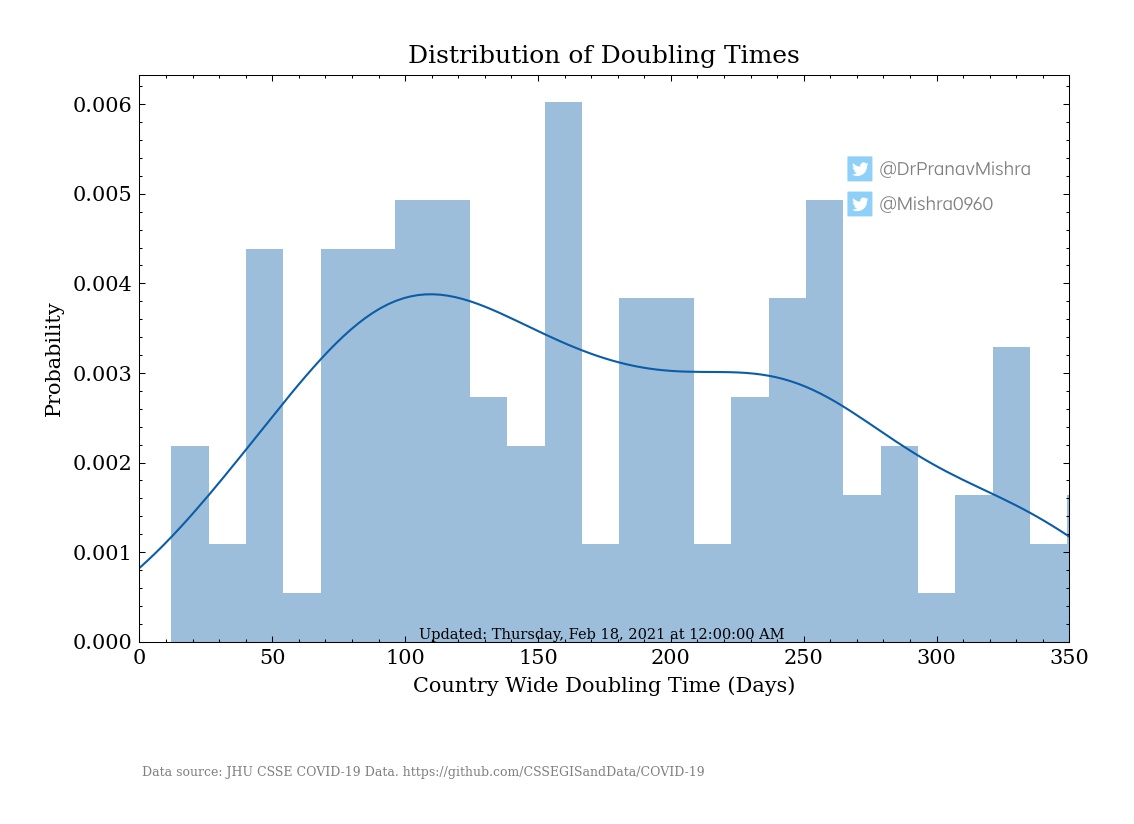 Distribution of Doubling Times
0.006
0.005
0.004
0.003
0.002
0.001
0.000
Probability
@DrPranavMishra
@Mishra0960
Updated: Thursday, Feb 18, 2021 at 12:00:00 AM
0 50 100 150 200 250 300 350
Country Wide Doubling Time (Days)
Data source: JHU CSSE COVID-19 Data. https://github.com/CSSEGISandData/COVID-19